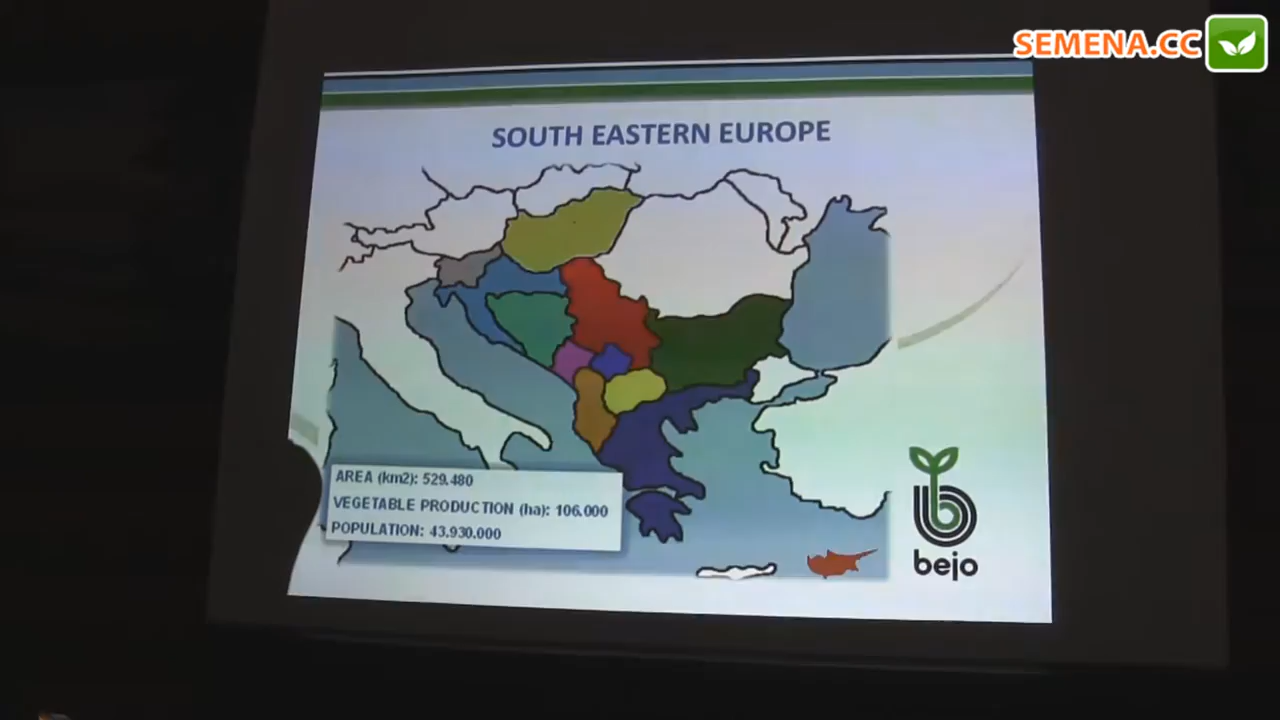 SEMENA.CC
SOUTH EASTERN EUROPE
AREA (km2): 529.480
VEGETABLE PRODUCTION (ha): 106.000
POPULATION: 43.930.000
bejo